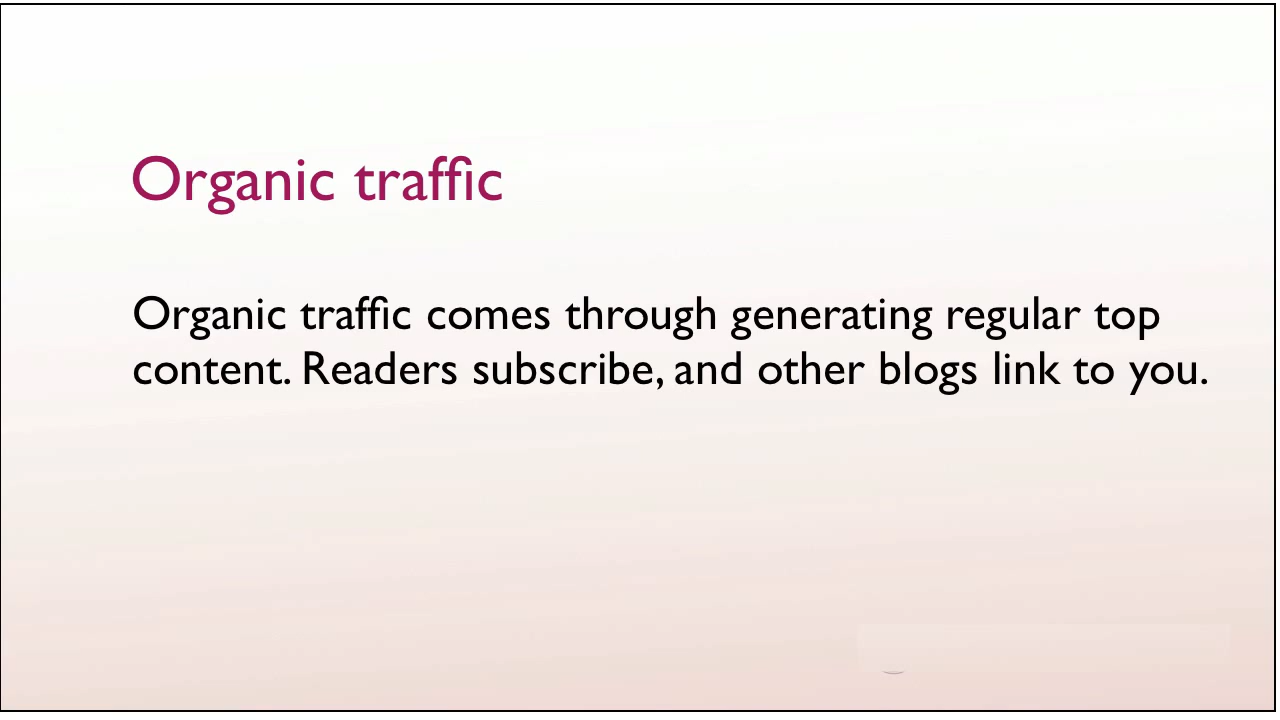 Organic traffic
Organic traffic comes through generating regular top
content. Readers subscribe, and other blogs link to you.